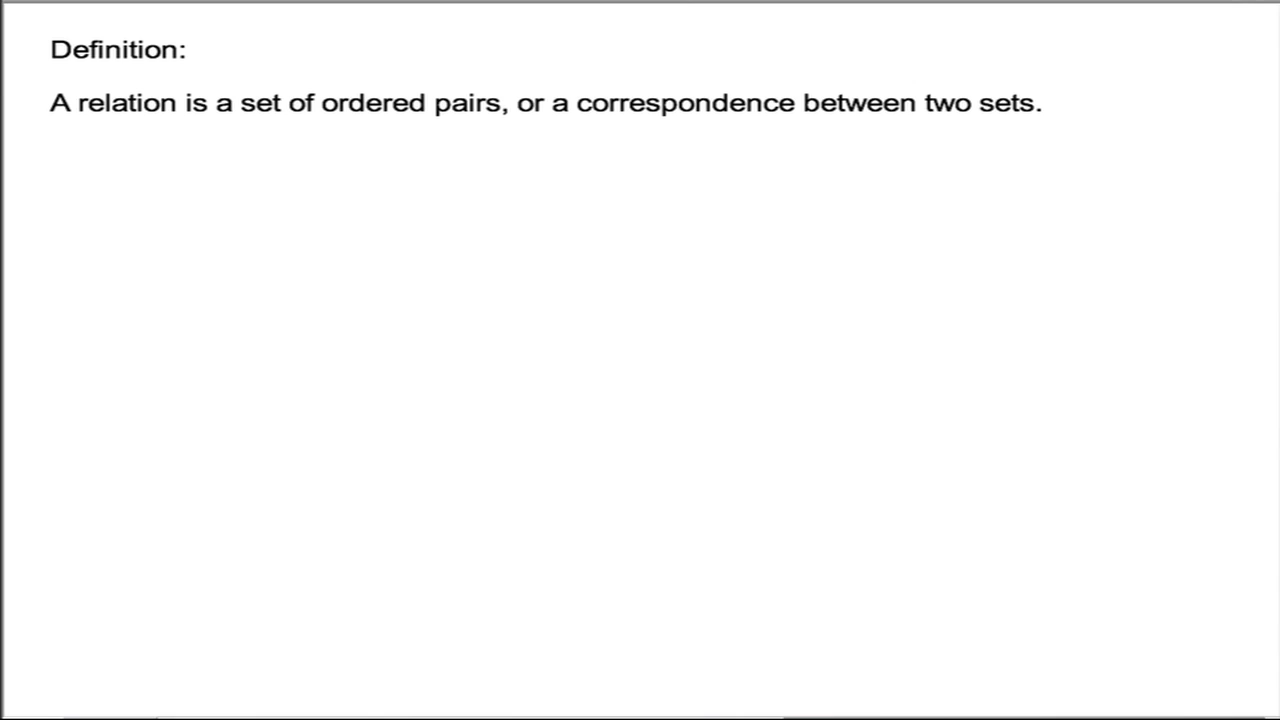 Definition:
A relation is a set of ordered pairs, or a correspondence between two sets.